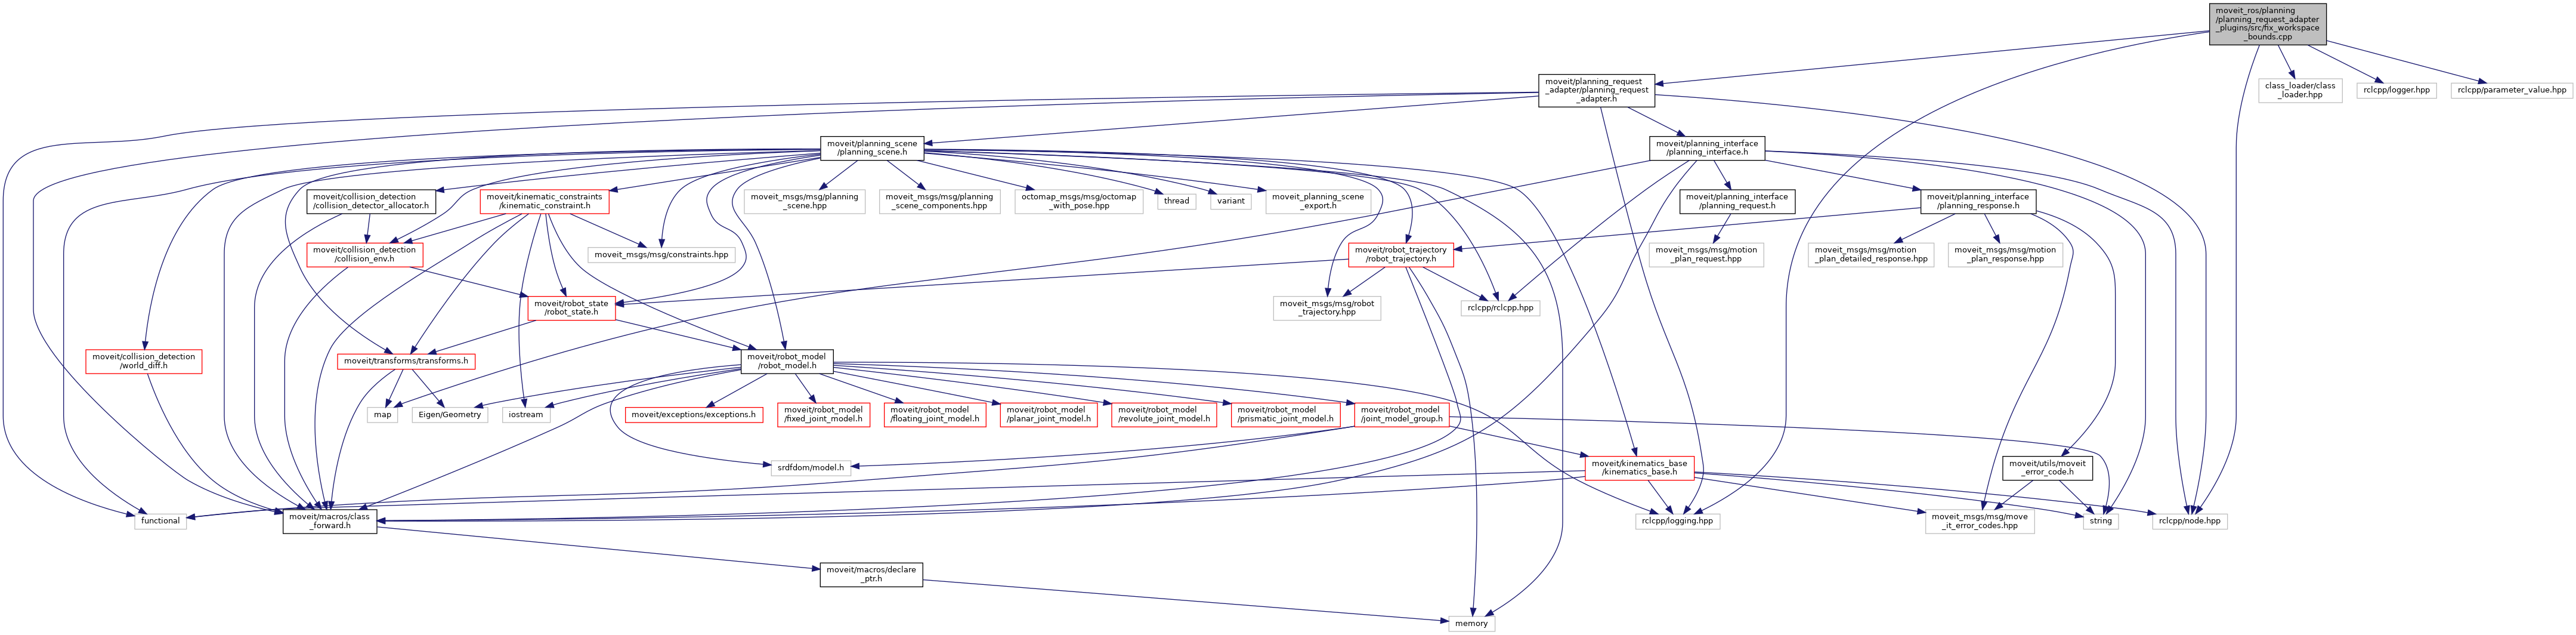 moveit_ros/planning
/planning_request_adapter
_plugins/src/fix_workspace
_bounds.cpp
moveit/planning_request
_adapter/planning_request
_adapter.h
class_loader/class
_loader.hpp
rclcpp/logger.hpp
rclcpp/parameter_value.hpp
moveit/planning_scene
/planning_scene.h
moveit/planning_interface
/planning_interface.h
moveit/collision_detection
/collision_detector_allocator.h
moveit/kinematic_constraints
/kinematic_constraint.h
moveit_msgs/msg/planning
_scene.hpp
moveit_msgs/msg/planning
_scene_components.hpp
octomap_msgs/msg/octomap
_with_pose.hpp
thread
variant
moveit_planning_scene
_export.h
moveit/planning_interface
/planning_request.h
moveit/planning_interface
/planning_response.h
moveit/collision_detection
/collision_env.h
moveit_msgs/msg/constraints.hpp
moveit/robot_trajectory
/robot_trajectory.h
moveit_msgs/msg/motion
_plan_request.hpp
moveit_msgs/msg/motion
_plan_detailed_response.hpp
moveit_msgs/msg/motion
_plan_response.hpp
moveit/robot_state
/robot_state.h
moveit_msgs/msg/robot
_trajectory.hpp
rclcpp/rclcpp.hpp
moveit/collision_detection
/world_diff.h
moveit/transforms/transforms.h
moveit/robot_model
/robot_model.h
map
Eigen/Geometry
iostream
moveit/exceptions/exceptions.h
moveit/robot_model
/fixed_joint_model.h
moveit/robot_model
/floating_joint_model.h
moveit/robot_model
/planar_joint_model.h
moveit/robot_model
/revolute_joint_model.h
moveit/robot_model
/prismatic_joint_model.h
moveit/robot_model
/joint_model_group.h
srdfdom/model.h
moveit/kinematics_base
/kinematics_base.h
moveit/utils/moveit
_error_code.h
functional
moveit/macros/class
_forward.h
rclcpp/logging.hpp
moveit_msgs/msg/move
_it_error_codes.hpp
string
rclcpp/node.hpp
moveit/macros/declare
_ptr.h
memory